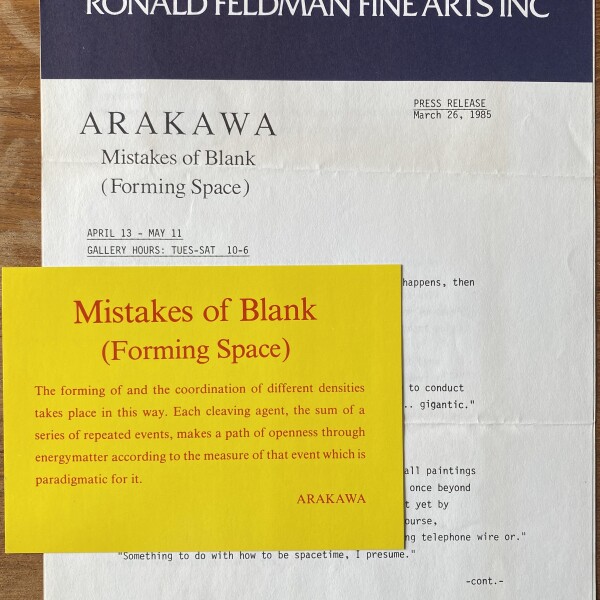 RONALD FELDMAN FINE ARTS INC
PRESS RELEASE
March 26, 1985
ARAKAWA
Mistakes of Blank
(Forming Space)
APRIL 13 - MAY 11
GALLERY HOURS: TUES-SAT 10-6
happens, then
to conduct
.. gigantic."
all paintings
once beyond
yet by
telephone wire or."
"Something to do with how to be spacetime, I presume."
-cont.-
Mistakes of Blank
(Forming Space)
The forming of and the coordination of different densities
takes place in this way. Each cleaving agent, the sum of a
series of repeated events, makes a path of openness through
energymatter according to the measure of that event which is
paradigmatic for it.
ARAKAWA